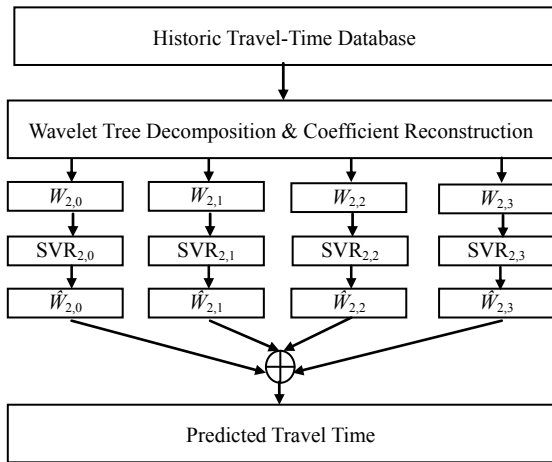 Historic Travel-Time Database
Wavelet Tree Decomposition & Coefficient Reconstruction
W₂,₀ W₂,₁ W₂,₂ W₂,₃
SVR₂,₀ SVR₂,₁ SVR₂,₂ SVR₂,₃
Ŵ₂,₀ Ŵ₂,₁ Ŵ₂,₂ Ŵ₂,₃
Predicted Travel Time